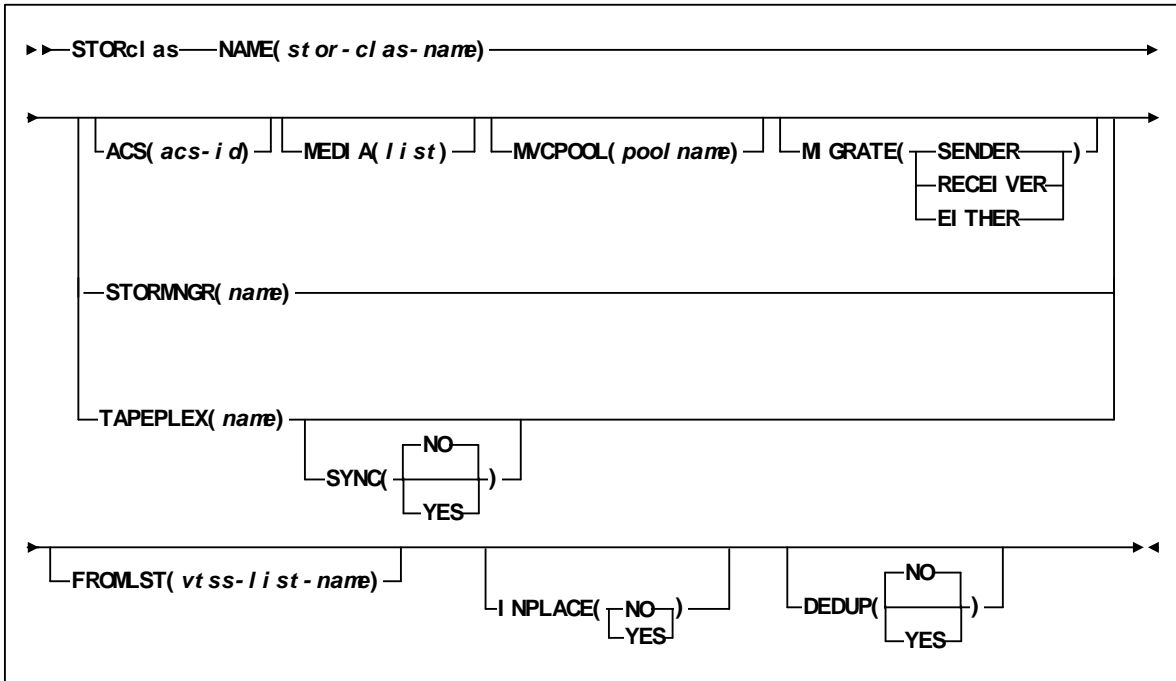 STORclas NAME(stor-clas-name)
ACS(acs-id) MEDIA(list) MVCPOOL(poolname) MIGRATE( SENDER )
RECEIVER
EITHER
STORMNGR(name)
TAPEPLEX(name)
NO
SYNC( )
YES
FROMLST(vtss-list-name)
INPLACE( NO )
YES
NO
DEDUP( )
YES